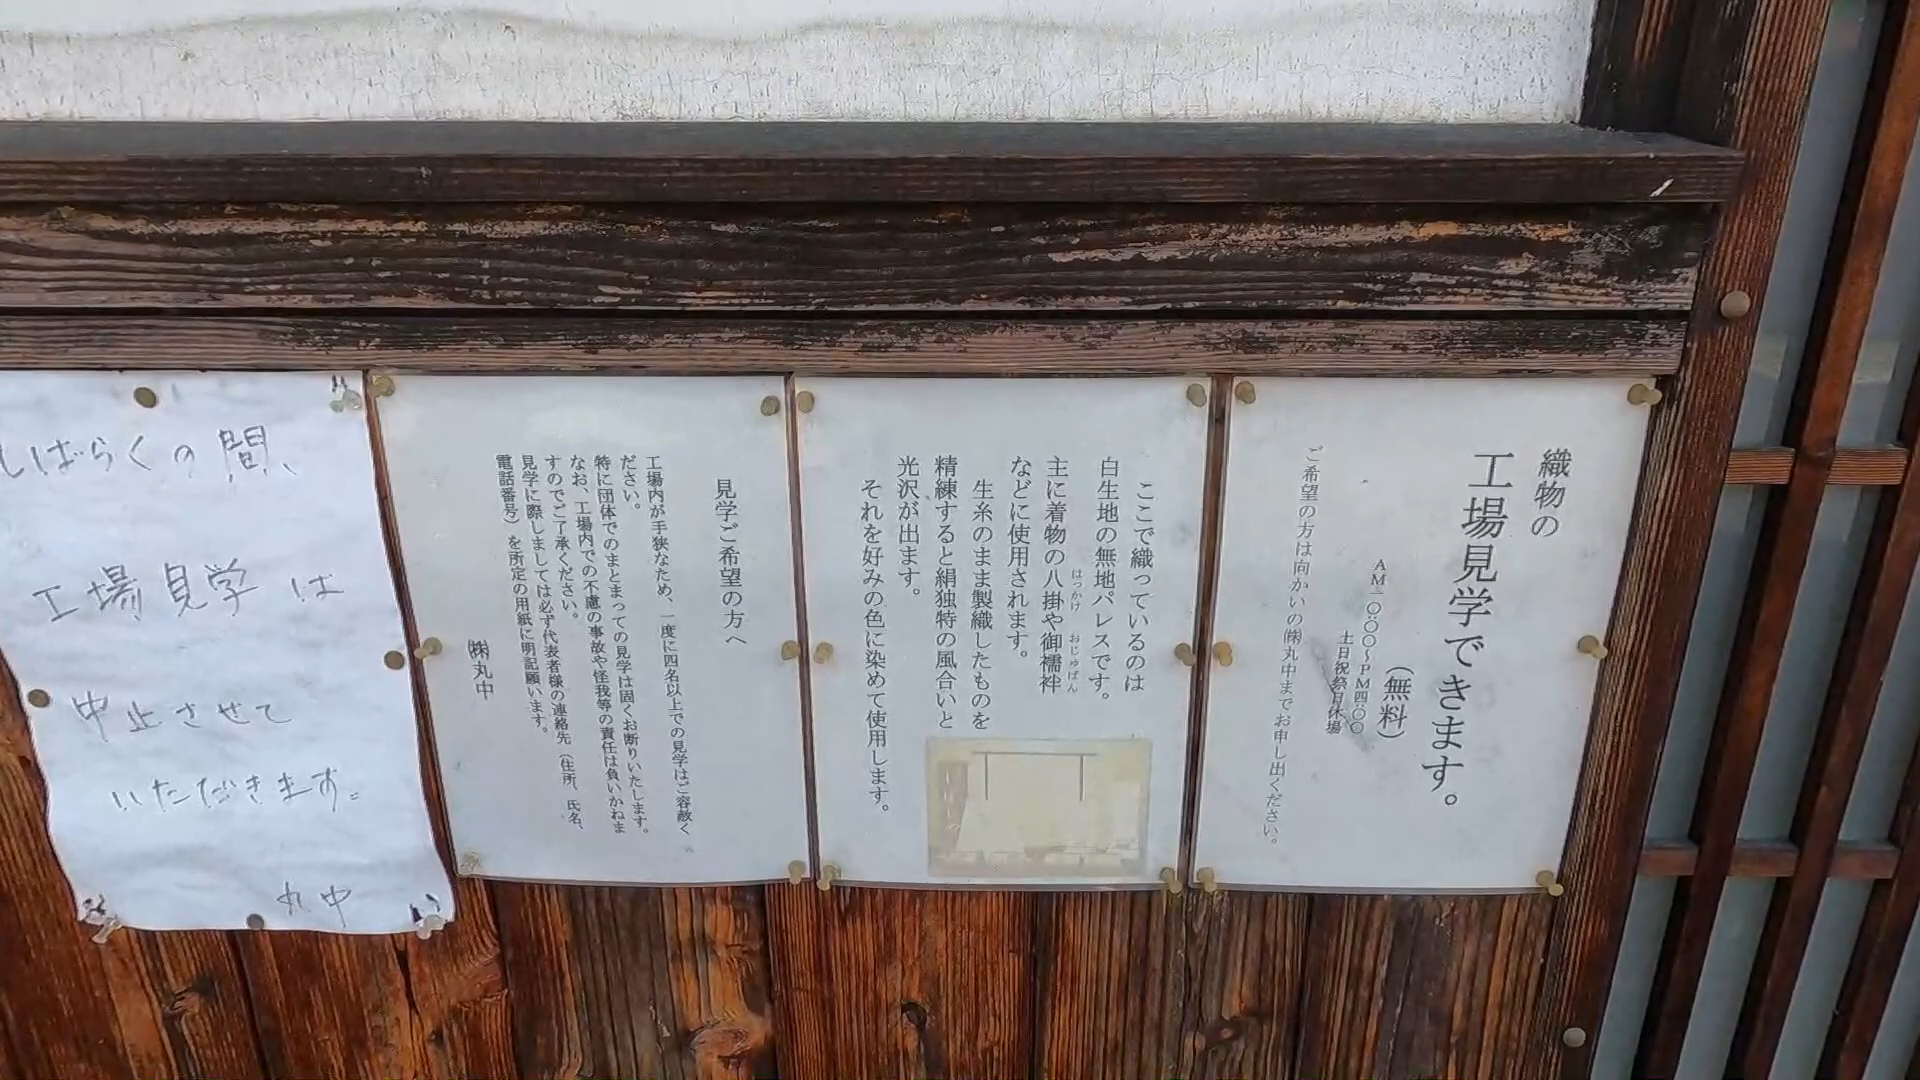 織物の
工場見学できます。
(無料)
AM一〇:〇〇〜PM四:〇〇
土日祝祭日休場
ご希望の方は向かいの㈱丸中までお申し出ください。
ここで織っているのは
白生地の無地パレスです。
主に着物の八掛や御襦袢
はっかけ
おじゅばん
などに使用されます。
生糸のまま製織したものを
精練すると絹独特の風合いと
光沢が出ます。
それを好みの色に染めて使用します。
見学ご希望の方へ
工場内が手狭なため、一度に四名以上での見学はご容赦く
ださい。
特に団体でのまとまっての見学は固くお断りいたします。
なお、工場内での不慮の事故や怪我等の責任は負いかねま
すのでご了承ください。
見学に際しましては必ず代表者様の連絡先(住所、氏名、
電話番号)を所定の用紙に明記願います。
㈱丸中
しばらくの間、
工場見学は
中止させて
いただきます。
丸中